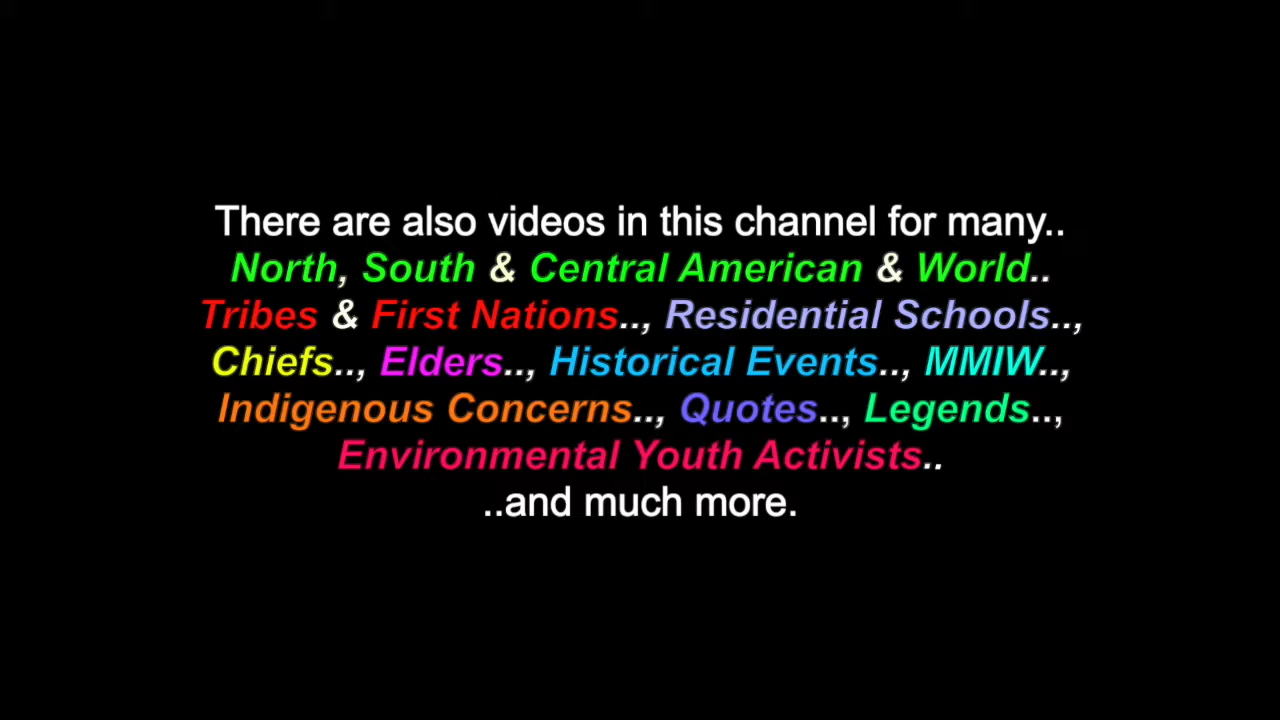 There are also videos in this channel for many..
North, South & Central American & World..
Tribes & First Nations.., Residential Schools..,
Chiefs.., Elders.., Historical Events.., MMIW..,
Indigenous Concerns.., Quotes.., Legends..,
Environmental Youth Activists..
..and much more.